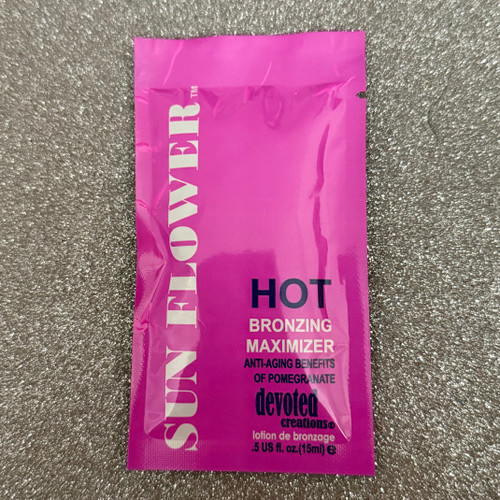 SUN FLOWER™
HOT
BRONZING
MAXIMIZER
ANTI-AGING BENEFITS
OF POMEGRANATE
devoted
creations®
lotion de bronzage
.5 US fl. oz.(15ml) e